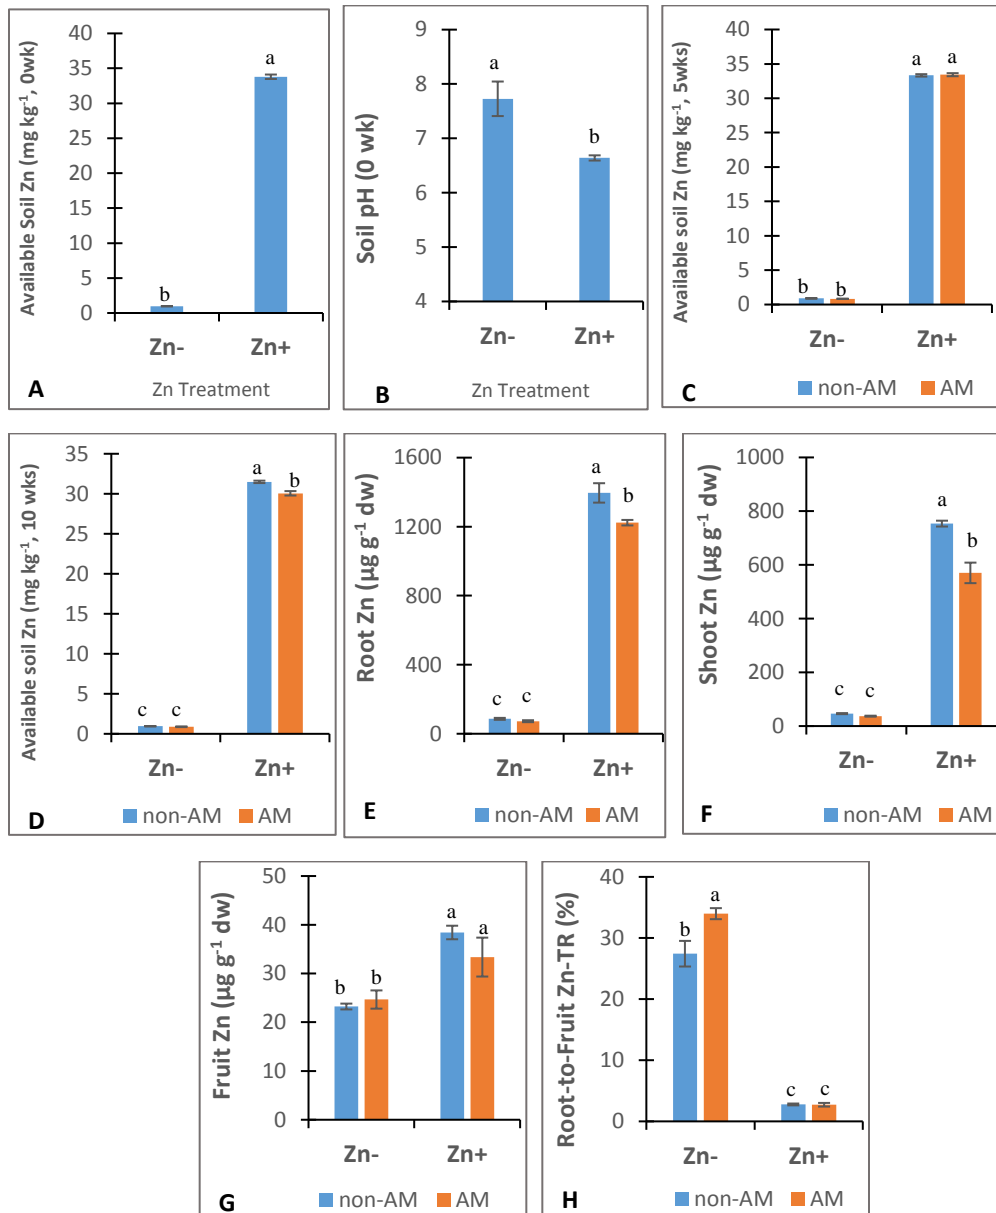 Available Soil Zn (mg kg⁻¹, 0wk)
40
35
30
25
20
15
10
5
0
b
a
Zn-
Zn+
A
Zn Treatment
Soil pH (0 wk)
9
8
7
6
5
4
a
b
Zn-
Zn+
B
Zn Treatment
Available soil Zn (mg kg⁻¹, 5wks)
40
35
30
25
20
15
10
5
0
b
b
a
a
Zn-
Zn+
C
non-AM
AM
Available soil Zn (mg kg⁻¹, 10 wks)
35
30
25
20
15
10
5
0
c
c
a
b
Zn-
Zn+
D
non-AM
AM
Root Zn (µg g⁻¹ dw)
1600
1200
800
400
0
c
c
a
b
Zn-
Zn+
E
non-AM
AM
Shoot Zn (µg g⁻¹ dw)
1000
800
600
400
200
0
c
c
a
b
Zn-
Zn+
F
non-AM
AM
Fruit Zn (µg g⁻¹ dw)
50
40
30
20
10
0
b
b
a
a
Zn-
Zn+
G
non-AM
AM
Root-to-Fruit Zn-TR (%)
40
30
20
10
0
b
a
c
c
Zn-
Zn+
H
non-AM
AM